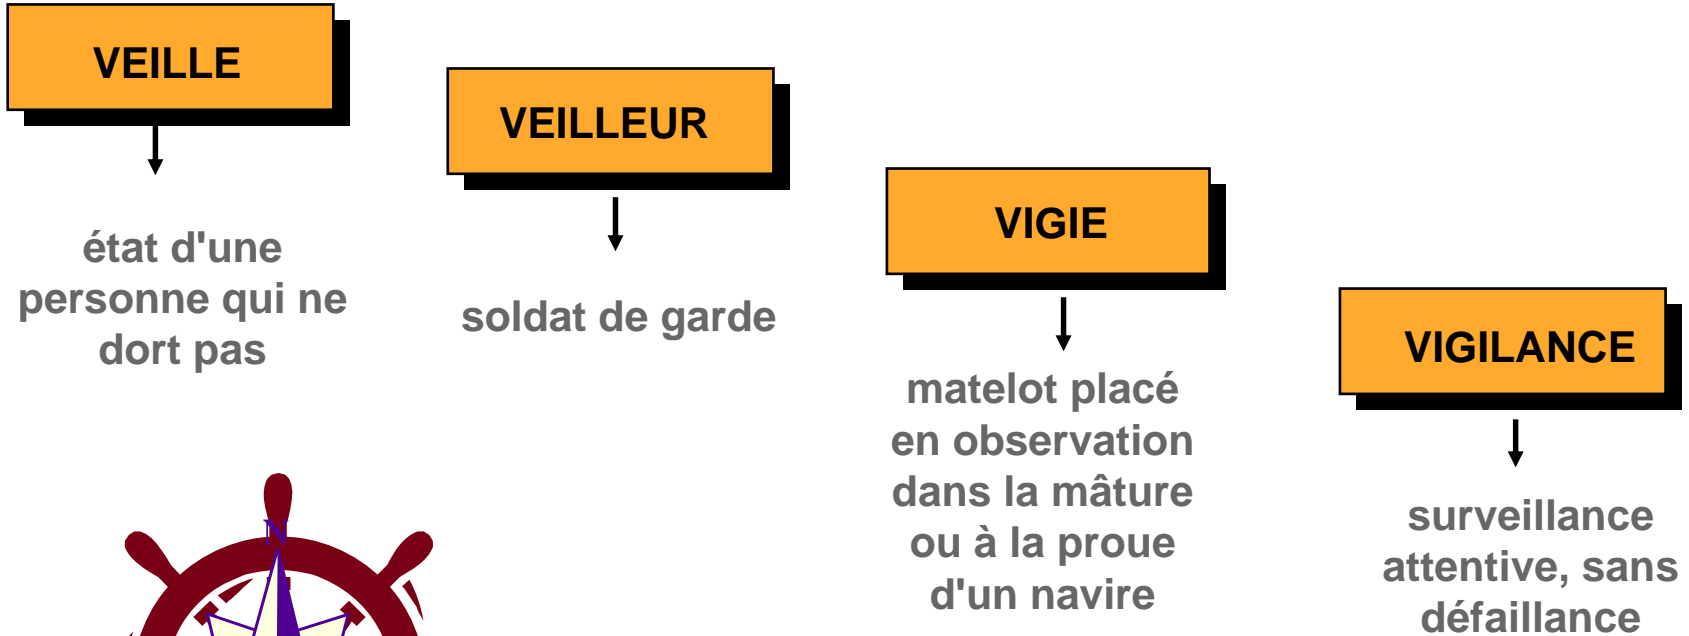 VEILLE
état d'une
personne qui ne
dort pas
VEILLEUR
soldat de garde
VIGIE
matelot placé
en observation
dans la mâture
ou à la proue
d'un navire
VIGILANCE
surveillance
attentive, sans
défaillance
N